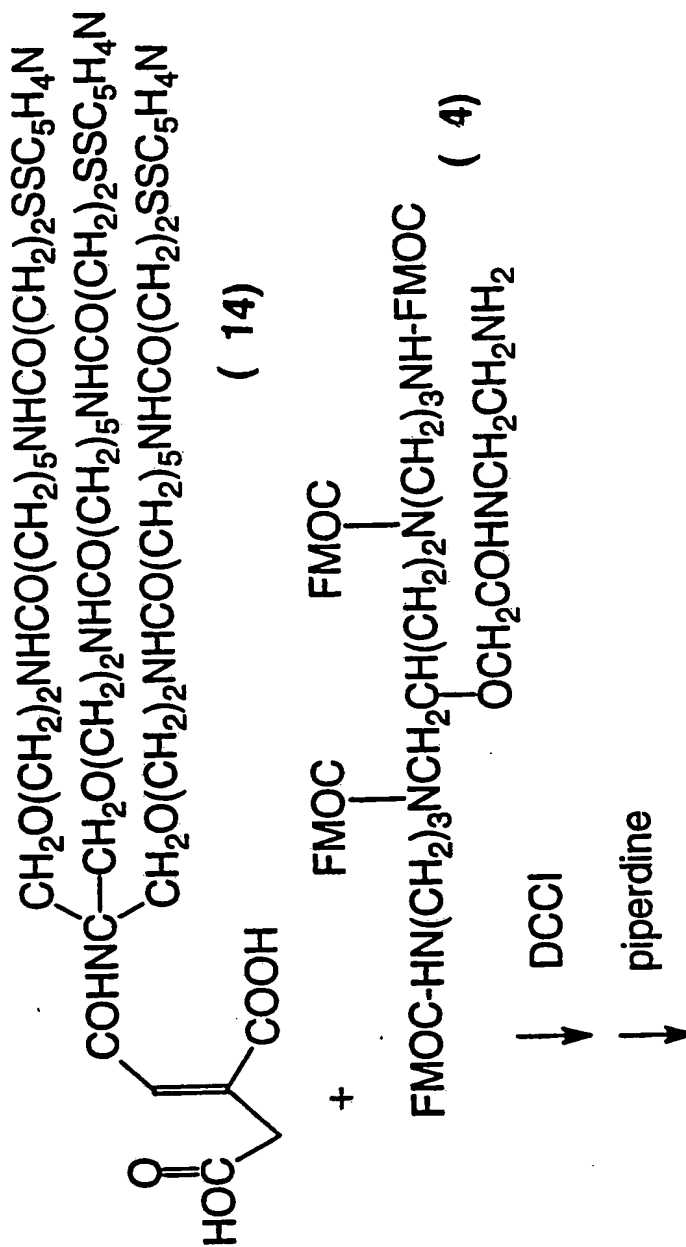 CH2O(CH2)2NHCO(CH2)5NHCO(CH2)2SSC5H4N
COHNC—CH2O(CH2)2NHCO(CH2)5NHCO(CH2)2SSC5H4N
CH2O(CH2)2NHCO(CH2)5NHCO(CH2)2SSC5H4N
O
HOC
COOH
( 14)
+
FMOC
FMOC
FMOC-HN(CH2)3NCH2CH(CH2)2N(CH2)3NH-FMOC
OCH2COHNCH2CH2NH2
( 4)
DCCI
piperdine